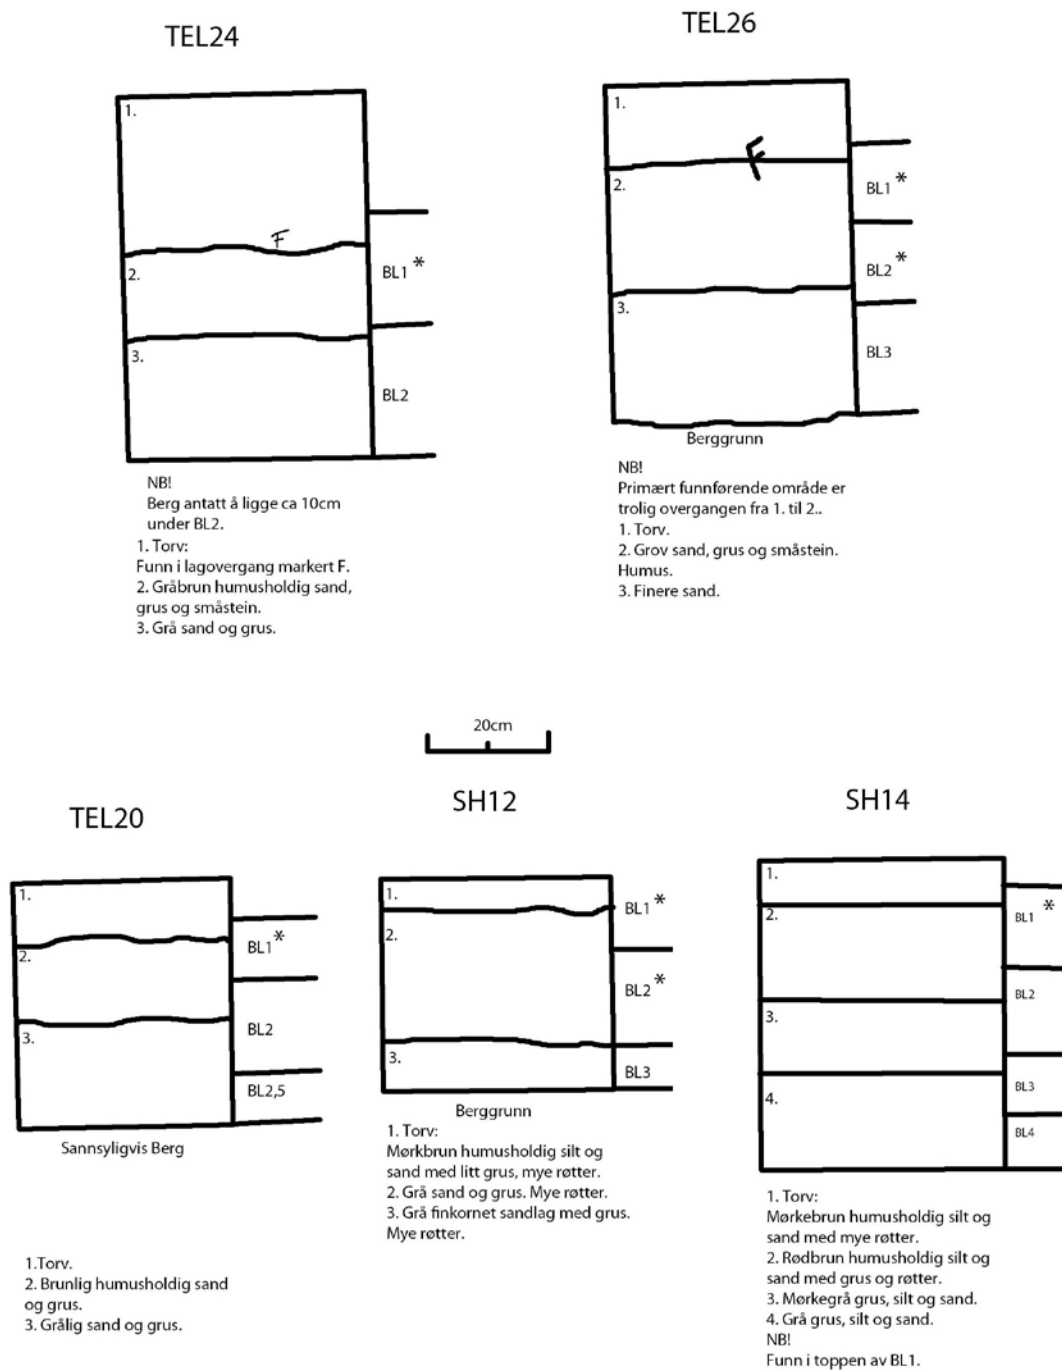 TEL24
1.
F
2.
BL1*
3.
BL2
NB!
Berg antatt å ligge ca 10cm
under BL2.
1. Torv:
Funn i lagovergang markert F.
2. Gråbrun humusholdig sand,
grus og småstein.
3. Grå sand og grus.
TEL26
1.
F
2.
BL1*
BL2*
3.
BL3
Berggrunn
NB!
Primært funnførende område er
trolig overgangen fra 1. til 2..
1. Torv.
2. Grov sand, grus og småstein.
Humus.
3. Finere sand.
20cm
TEL20
1.
BL1*
2.
BL2
3.
BL2,5
Sannsyligvis Berg
1.Torv.
2. Brunlig humusholdig sand
og grus.
3. Grålig sand og grus.
SH12
1.
BL1*
2.
BL2*
3.
BL3
Berggrunn
1. Torv:
Mørkbrun humusholdig silt og
sand med litt grus, mye røtter.
2. Grå sand og grus. Mye røtter.
3. Grå finkornet sandlag med grus.
Mye røtter.
SH14
1.
2.
BL1 *
BL2
3.
BL3
4.
BL4
1. Torv:
Mørkebrun humusholdig silt og
sand med mye røtter.
2. Rødbrun humusholdig silt og
sand med grus og røtter.
3. Mørkegrå grus, silt og sand.
4. Grå grus, silt og sand.
NB!
Funn i toppen av BL1.